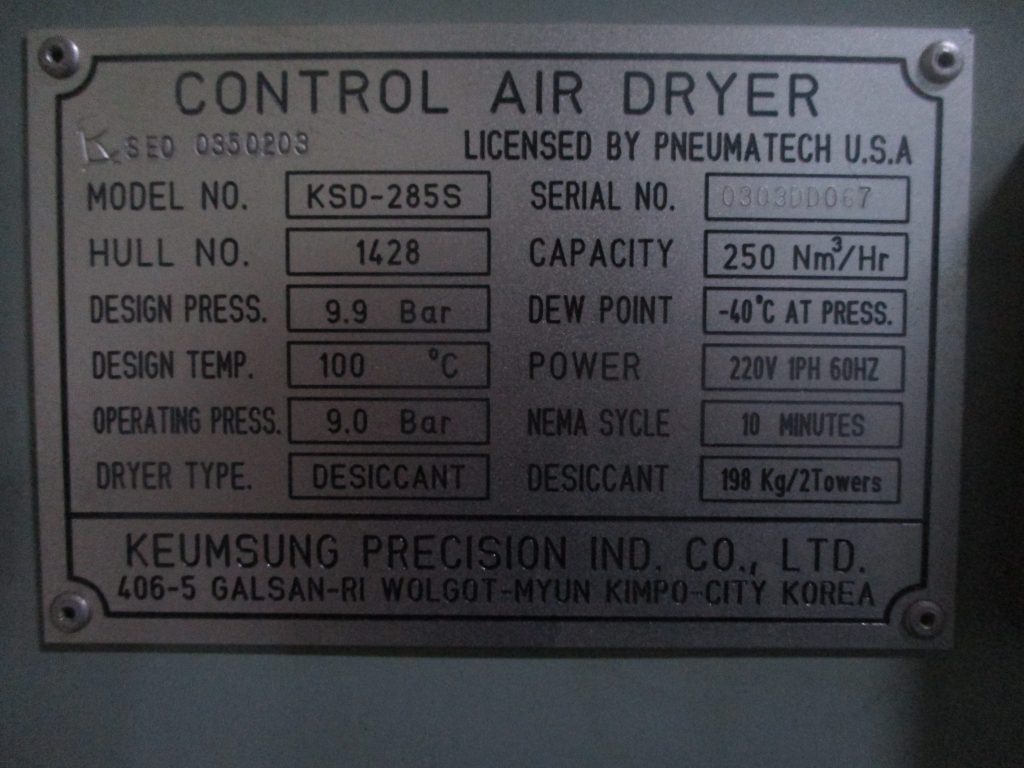 CONTROL AIR DRYER
SEO 0350203 LICENSED BY PNEUMATECH U.S.A
MODEL NO. KSD-285S SERIAL NO. 0303DD067
HULL NO. 1428 CAPACITY 250 Nm³/Hr
DESIGN PRESS. 9.9 Bar DEW POINT -40°C AT PRESS.
DESIGN TEMP. 100 °C POWER 220V 1PH 60HZ
OPERATING PRESS. 9.0 Bar NEMA SYCLE 10 MINUTES
DRYER TYPE. DESICCANT DESICCANT 198 Kg/2Towers
KEUMSUNG PRECISION IND. CO., LTD.
406-5 GALSAN-RI WOLGOT-MYUN KIMPO-CITY KOREA